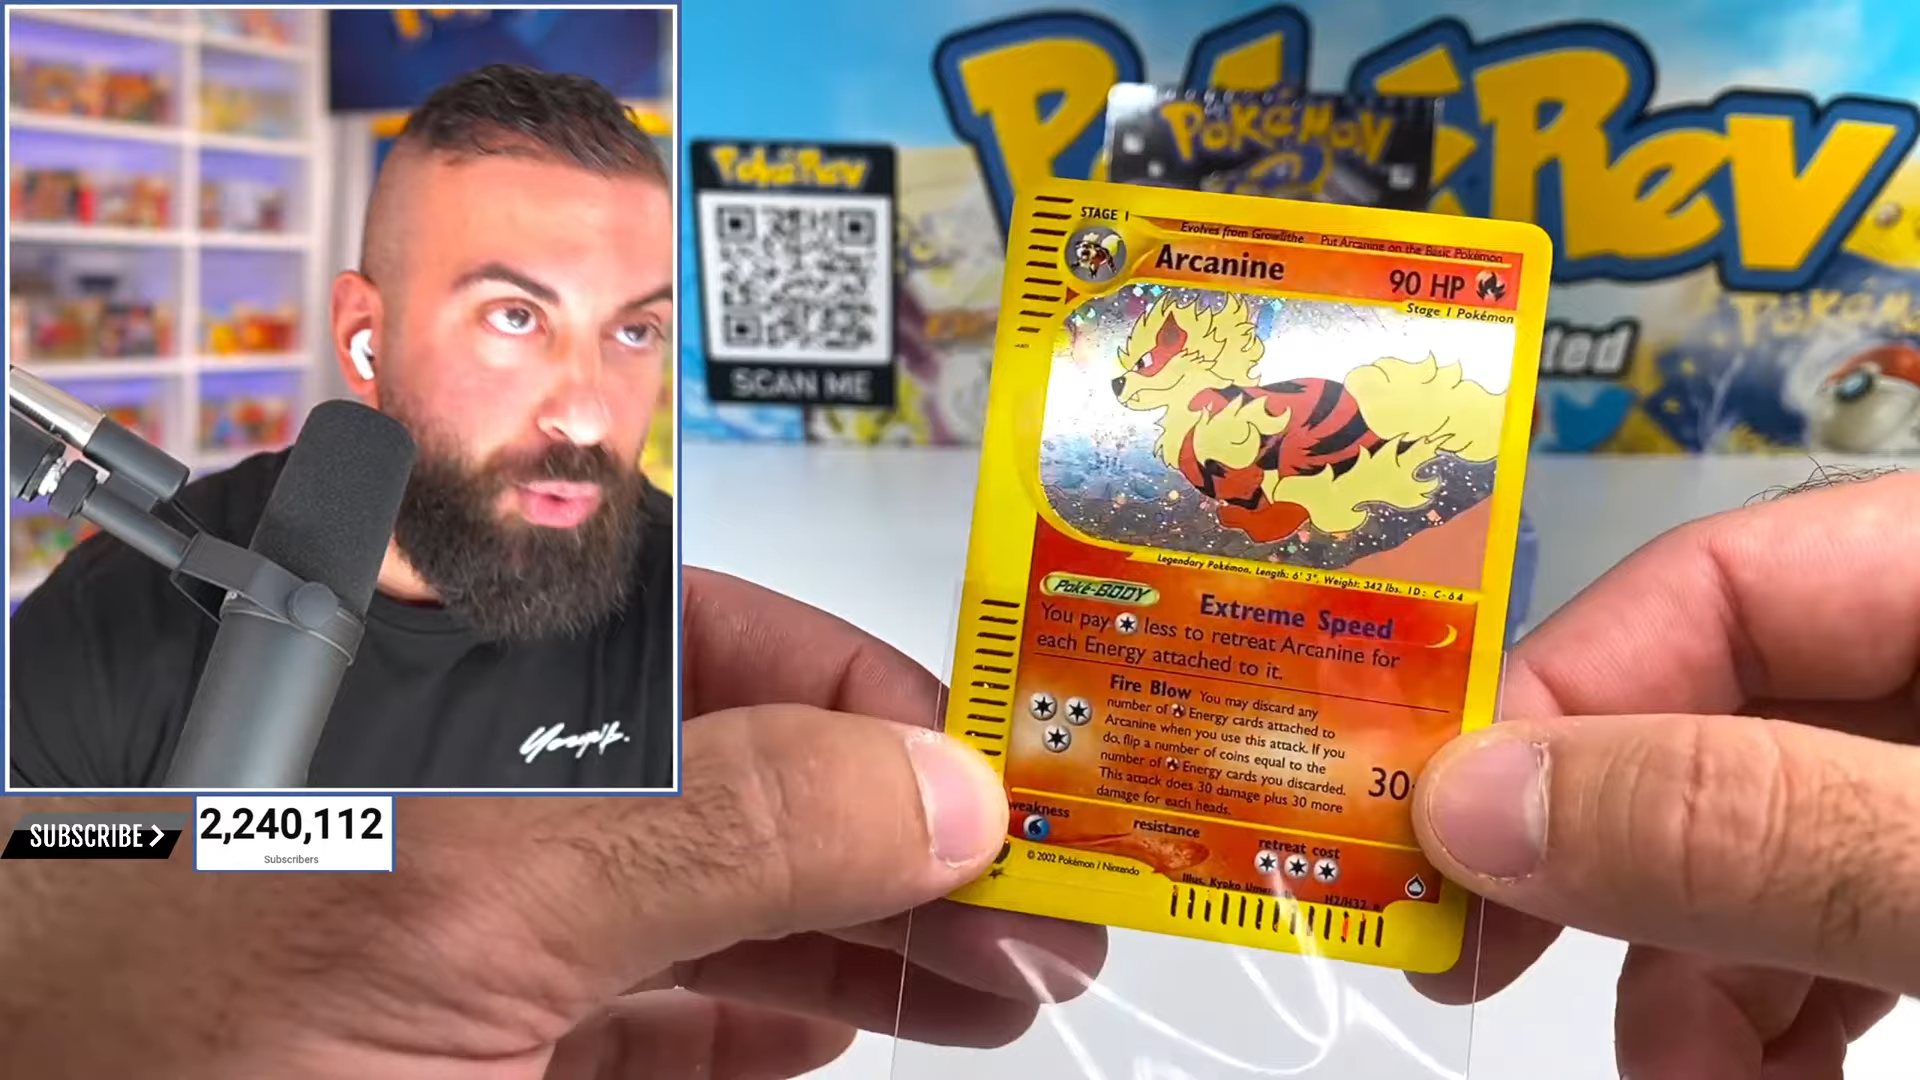 PokéRev
POKéMON
PokéRev
SCAN ME
STAGE 1
Evolves from Growlithe Put Arcanine on the Basic Pokémon
Arcanine 90 HP
Stage 1 Pokémon
Legendary Pokémon. Length: 6' 3", Weight: 342 lbs. ID: C-64
Poké-BODY Extreme Speed
You pay less to retreat Arcanine for
each Energy attached to it.
Fire Blow You may discard any
number of Energy cards attached to
Arcanine when you use this attack. If you
do, flip a number of coins equal to the
number of Energy cards you discarded.
This attack does 30 damage plus 30 more
damage for each heads.
30
weakness resistance retreat cost
© 2002 Pokémon / Nintendo
Illus. Kyoko
H2/H32
SUBSCRIBE
2,240,112
Subscribers